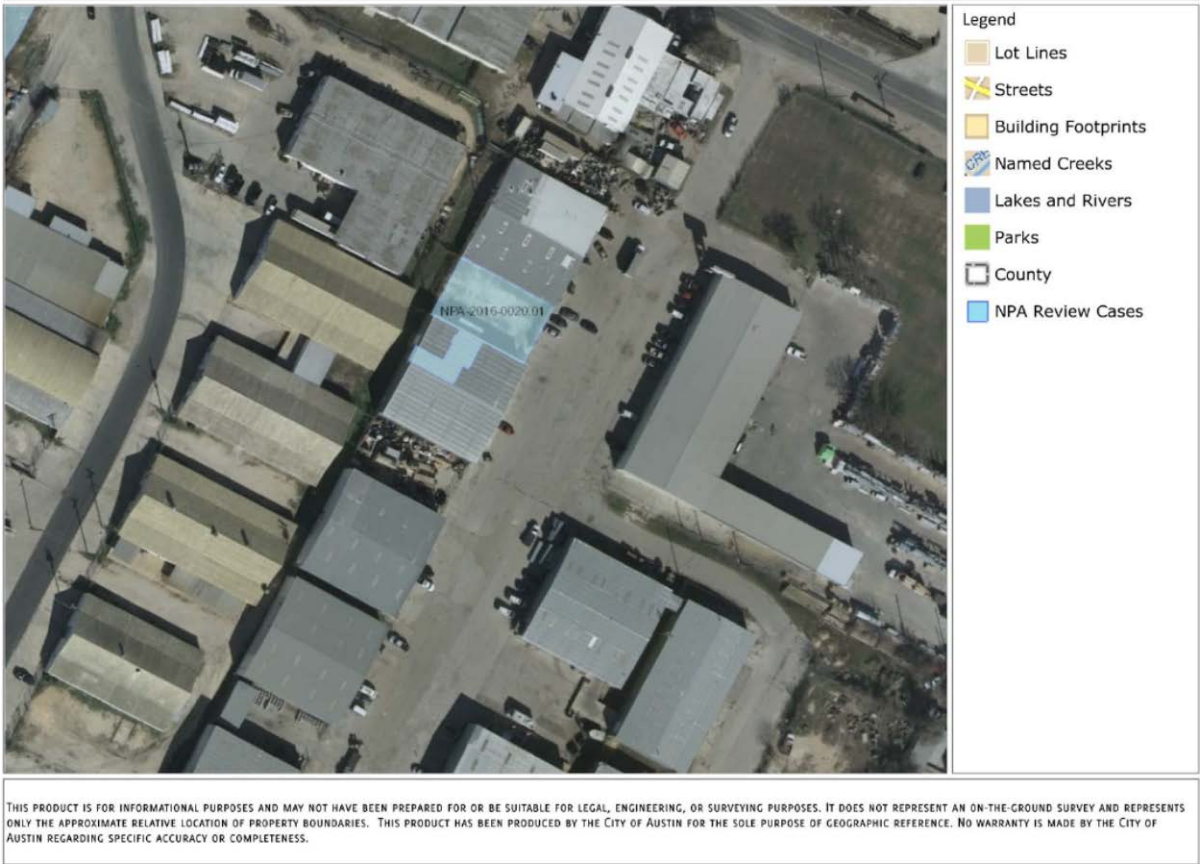 Legend
Lot Lines
Streets
Building Footprints
CRE
Named Creeks
Lakes and Rivers
Parks
County
NPA Review Cases
NPA-2016-0020.01
THIS PRODUCT IS FOR INFORMATIONAL PURPOSES AND MAY NOT HAVE BEEN PREPARED FOR OR BE SUITABLE FOR LEGAL, ENGINEERING, OR SURVEYING PURPOSES. IT DOES NOT REPRESENT AN ON-THE-GROUND SURVEY AND REPRESENTS
ONLY THE APPROXIMATE RELATIVE LOCATION OF PROPERTY BOUNDARIES. THIS PRODUCT HAS BEEN PRODUCED BY THE CITY OF AUSTIN FOR THE SOLE PURPOSE OF GEOGRAPHIC REFERENCE. NO WARRANTY IS MADE BY THE CITY OF
AUSTIN REGARDING SPECIFIC ACCURACY OR COMPLETENESS.